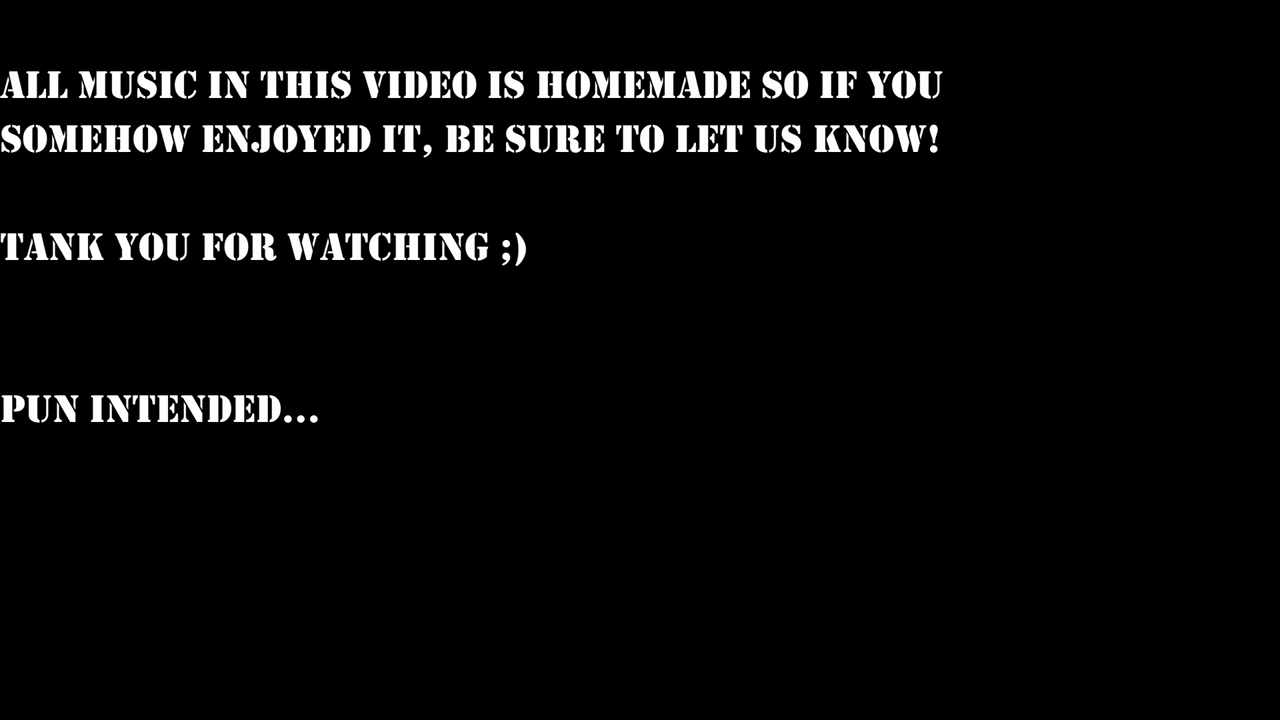 ALL MUSIC IN THIS VIDEO IS HOMEMADE SO IF YOU
SOMEHOW ENJOYED IT, BE SURE TO LET US KNOW!
TANK YOU FOR WATCHING ;)
PUN INTENDED...